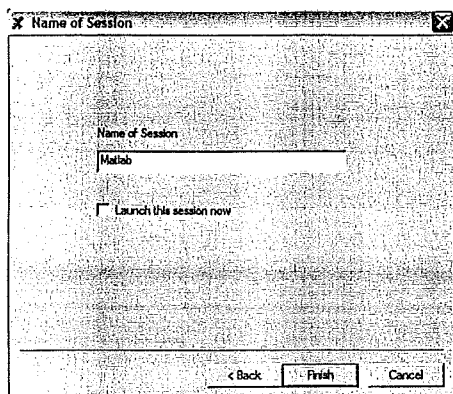 Name of Session
Name of Session
Matlab
Launch this session now
< Back
Finish
Cancel